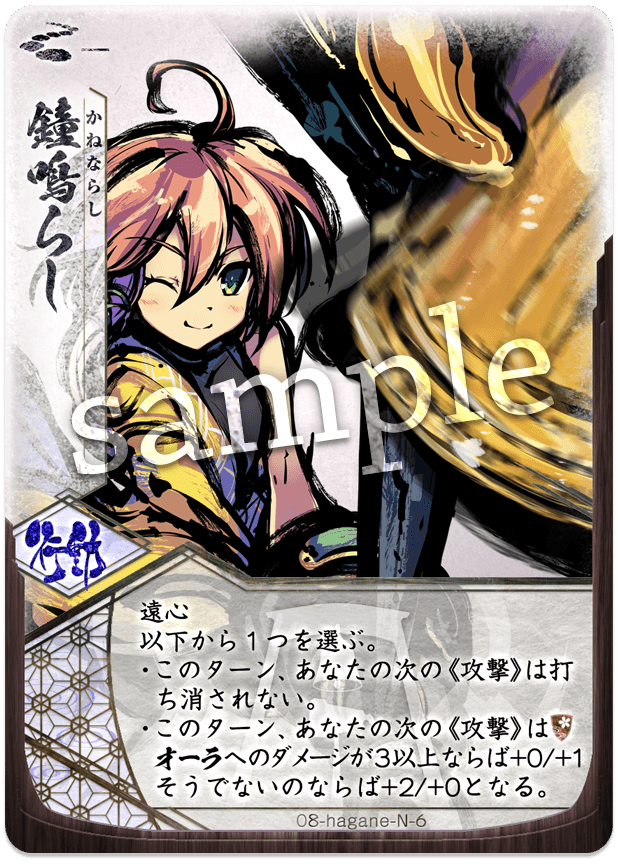 鐘鳴らし
かねならし
sample
行動
遠心
以下から１つを選ぶ。
・このターン、あなたの次の《攻撃》は打
ち消されない。
・このターン、あなたの次の《攻撃》は
オーラへのダメージが3以上ならば+0/+1
そうでないのならば+2/+0となる。
08-hagane-N-6